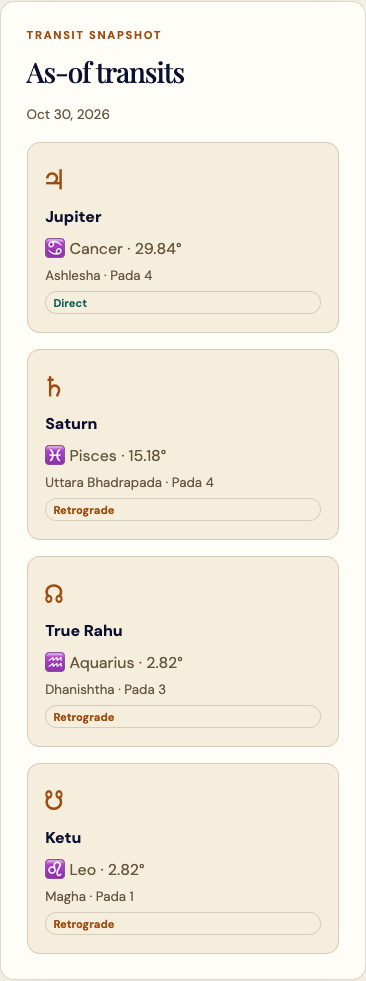 TRANSIT SNAPSHOT
As-of transits
Oct 30, 2026
♃
Jupiter
♋ Cancer · 29.84°
Ashlesha · Pada 4
Direct
♄
Saturn
♓ Pisces · 15.18°
Uttara Bhadrapada · Pada 4
Retrograde
☊
True Rahu
♒ Aquarius · 2.82°
Dhanishtha · Pada 3
Retrograde
☋
Ketu
♌ Leo · 2.82°
Magha · Pada 1
Retrograde